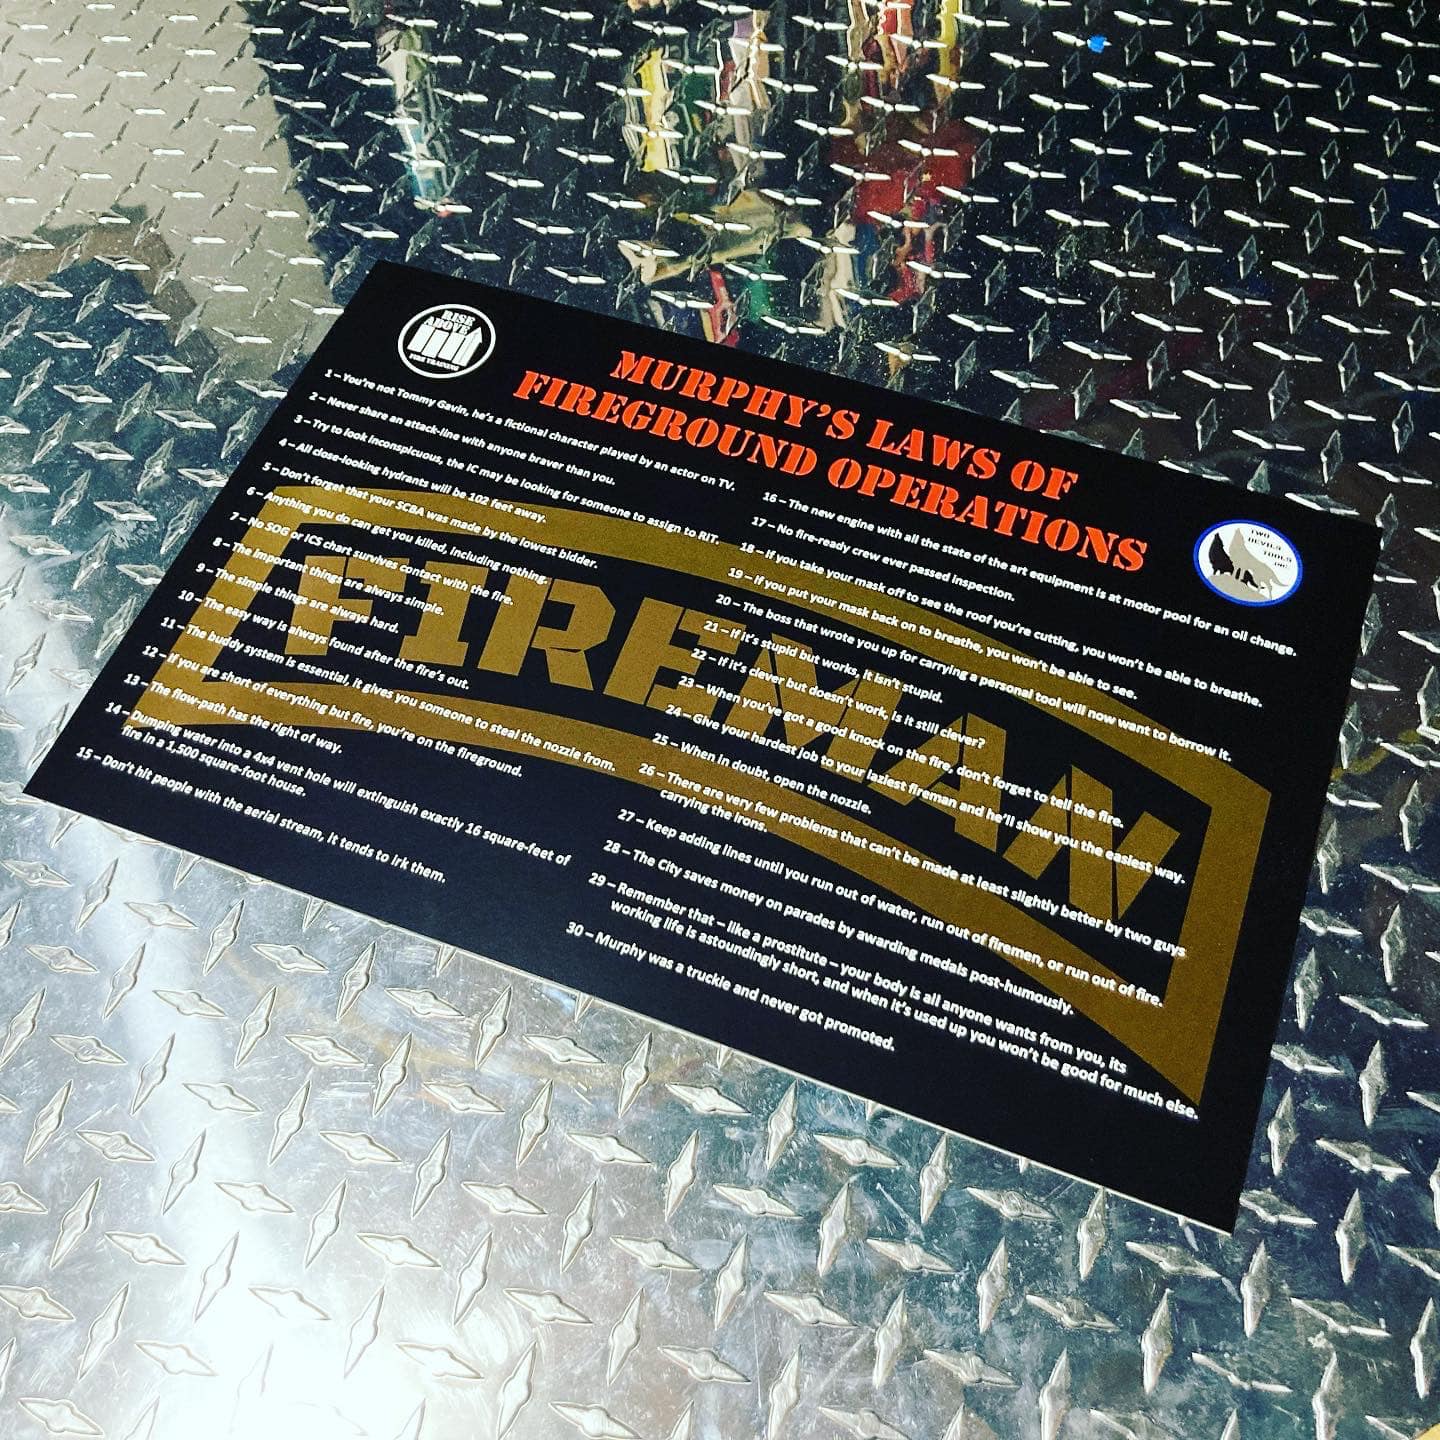 RISE
ABOVE
FIRE TRAINING
MURPHY'S LAWS OF
FIREGROUND OPERATIONS
TWO
DEVILS
TOOLS
INC.
1 – You're not Tommy Gavin, he's a fictional character played by an actor on TV.
2 – Never share an attack-line with anyone braver than you.
3 – Try to look inconspicuous, the IC may be looking for someone to assign to RIT.
4 – All close-looking hydrants will be 102 feet away.
5 – Don't forget that your SCBA was made by the lowest bidder.
6 – Anything you do can get you killed, including nothing.
7 – No SOG or ICS chart survives contact with the fire.
8 – The important things are always simple.
9 – The simple things are always hard.
10 – The easy way is always found after the fire's out.
11 – The buddy system is essential, it gives you someone to steal the nozzle from.
12 – If you are short of everything but fire, you're on the fireground.
13 – The flow-path has the right of way.
14 – Dumping water into a 4x4 vent hole will extinguish exactly 16 square-feet of
fire in a 1,500 square-foot house.
15 – Don't hit people with the aerial stream, it tends to irk them.
16 – The new engine with all the state of the art equipment is at motor pool for an oil change.
17 – No fire-ready crew ever passed inspection.
18 – If you take your mask off to see the roof you're cutting, you won't be able to breathe.
19 – If you put your mask back on to breathe, you won't be able to see.
20 – The boss that wrote you up for carrying a personal tool will now want to borrow it.
21 – If it's stupid but works, it isn't stupid.
22 – If it's clever but doesn't work, is it still clever?
23 – When you've got a good knock on the fire, don't forget to tell the fire.
24 – Give your hardest job to your laziest fireman and he'll show you the easiest way.
25 – When in doubt, open the nozzle.
26 – There are very few problems that can't be made at least slightly better by two guys
carrying the irons.
27 – Keep adding lines until you run out of water, run out of firemen, or run out of fire.
28 – The City saves money on parades by awarding medals post-humously.
29 – Remember that – like a prostitute – your body is all anyone wants from you, its
working life is astoundingly short, and when it's used up you won't be good for much else.
30 – Murphy was a truckie and never got promoted.
FIREMAN